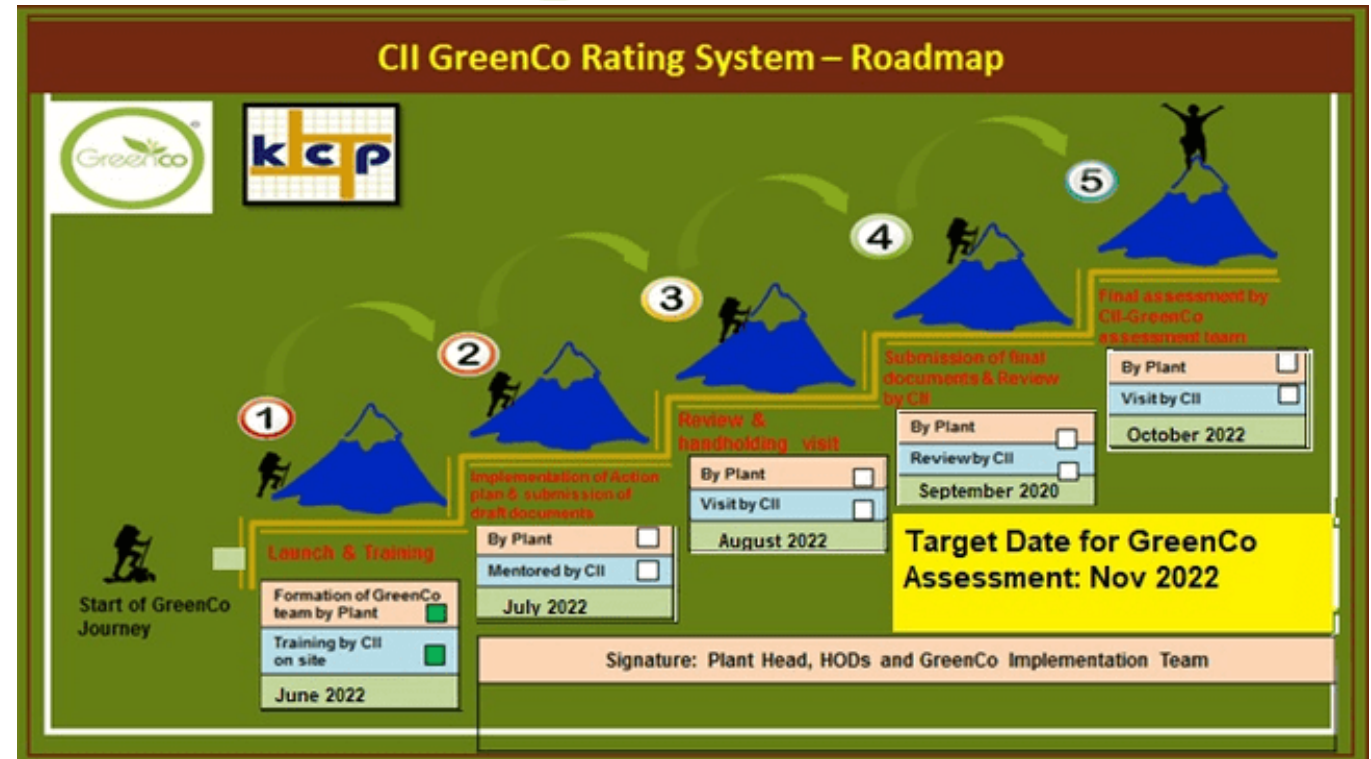 CII GreenCo Rating System – Roadmap
Greenco
kcp
1
2
3
4
5
Start of GreenCo
Journey
Launch & Training
Formation of GreenCo
team by Plant
Training by CII
on site
June 2022
Implementation of Action
plan & submission of
draft documents
By Plant
Mentored by CII
July 2022
Review &
handholding visit
By Plant
Visit by CII
August 2022
Submission of final
documents & Review
by CII
By Plant
Review by CII
September 2020
Final assessment by
CII-GreenCo
assessment team
By Plant
Visit by CII
October 2022
Target Date for GreenCo
Assessment: Nov 2022
Signature: Plant Head, HODs and GreenCo Implementation Team